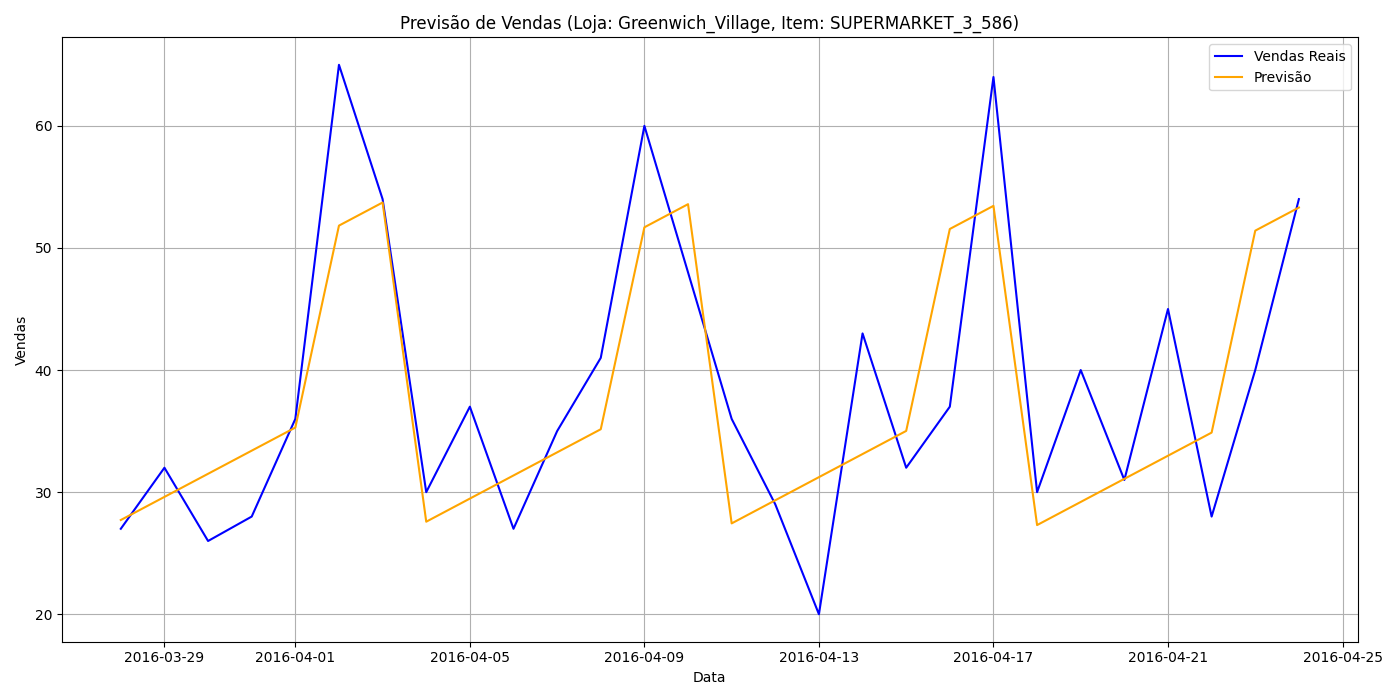 Previsão de Vendas (Loja: Greenwich_Village, Item: SUPERMARKET_3_586)
Vendas Reais
Previsão
Vendas
60
50
40
30
20
2016-03-29 2016-04-01 2016-04-05 2016-04-09 2016-04-13 2016-04-17 2016-04-21 2016-04-25
Data